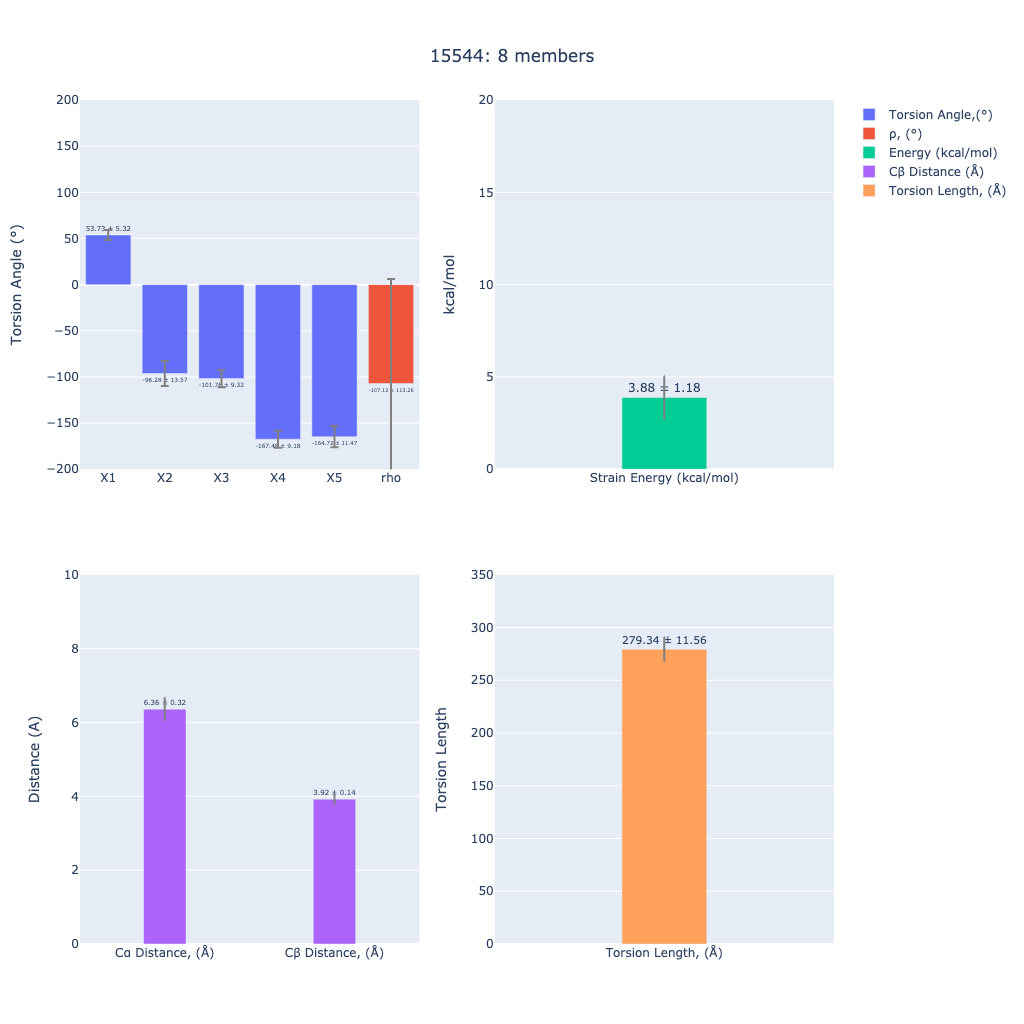 15544: 8 members
Torsion Angle (°)
200
150
100
50
0
−50
−100
−150
−200
53.73 ± 5.32
-96.28 ± 13.57
± 9.32
-167.48 ± 9.18
-164.72 ± 11.47
-107.12 ± 113.26
X1 X2 X3 X4 X5 rho
kcal/mol
20
15
10
5
0
3.88 ± 1.18
Strain Energy (kcal/mol)
Torsion Angle,(°)
ρ, (°)
Energy (kcal/mol)
Cβ Distance (Å)
Torsion Length, (Å)
Distance (A)
10
8
6
4
2
0
6.36 ± 0.32
3.92 ± 0.14
Cα Distance, (Å) Cβ Distance, (Å)
Torsion Length
350
300
250
200
150
100
50
0
279.34 ± 11.56
Torsion Length, (Å)